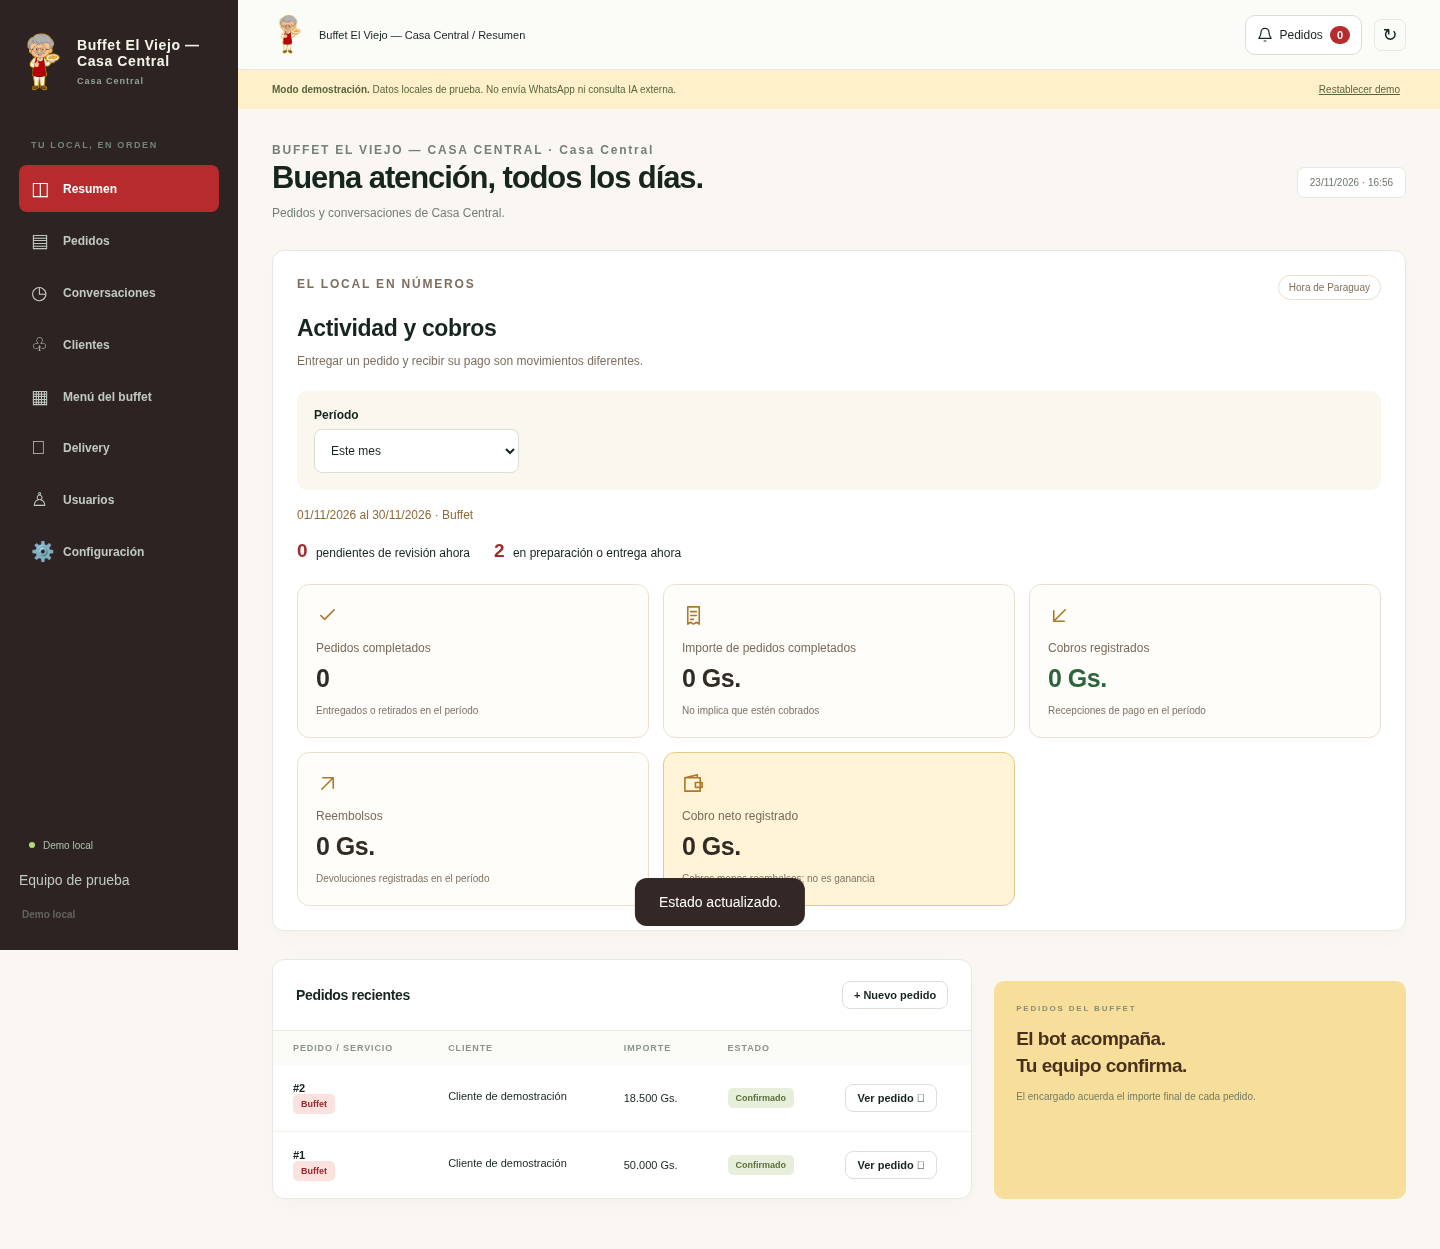 Buffet El Viejo —
Casa Central
Casa Central
TU LOCAL, EN ORDEN
Resumen
Pedidos
Conversaciones
Clientes
Menú del buffet
Delivery
Usuarios
Configuración
Demo local
Equipo de prueba
Demo local
Buffet El Viejo — Casa Central / Resumen
Pedidos 0
Modo demostración. Datos locales de prueba. No envía WhatsApp ni consulta IA externa.
Restablecer demo
BUFFET EL VIEJO — CASA CENTRAL · Casa Central
Buena atención, todos los días.
Pedidos y conversaciones de Casa Central.
23/11/2026 · 16:56
EL LOCAL EN NÚMEROS
Hora de Paraguay
Actividad y cobros
Entregar un pedido y recibir su pago son movimientos diferentes.
Período
Este mes
01/11/2026 al 30/11/2026 · Buffet
0 pendientes de revisión ahora 2 en preparación o entrega ahora
Pedidos completados
0
Entregados o retirados en el período
Importe de pedidos completados
0 Gs.
No implica que estén cobrados
Cobros registrados
0 Gs.
Recepciones de pago en el período
Reembolsos
0 Gs.
Devoluciones registradas en el período
Cobro neto registrado
0 Gs.
Cobros menos reembolsos; no es ganancia
Estado actualizado.
Pedidos recientes
+ Nuevo pedido
PEDIDO / SERVICIO CLIENTE IMPORTE ESTADO
#2
Buffet
Cliente de demostración 18.500 Gs. Confirmado Ver pedido
#1
Buffet
Cliente de demostración 50.000 Gs. Confirmado Ver pedido
PEDIDOS DEL BUFFET
El bot acompaña.
Tu equipo confirma.
El encargado acuerda el importe final de cada pedido.